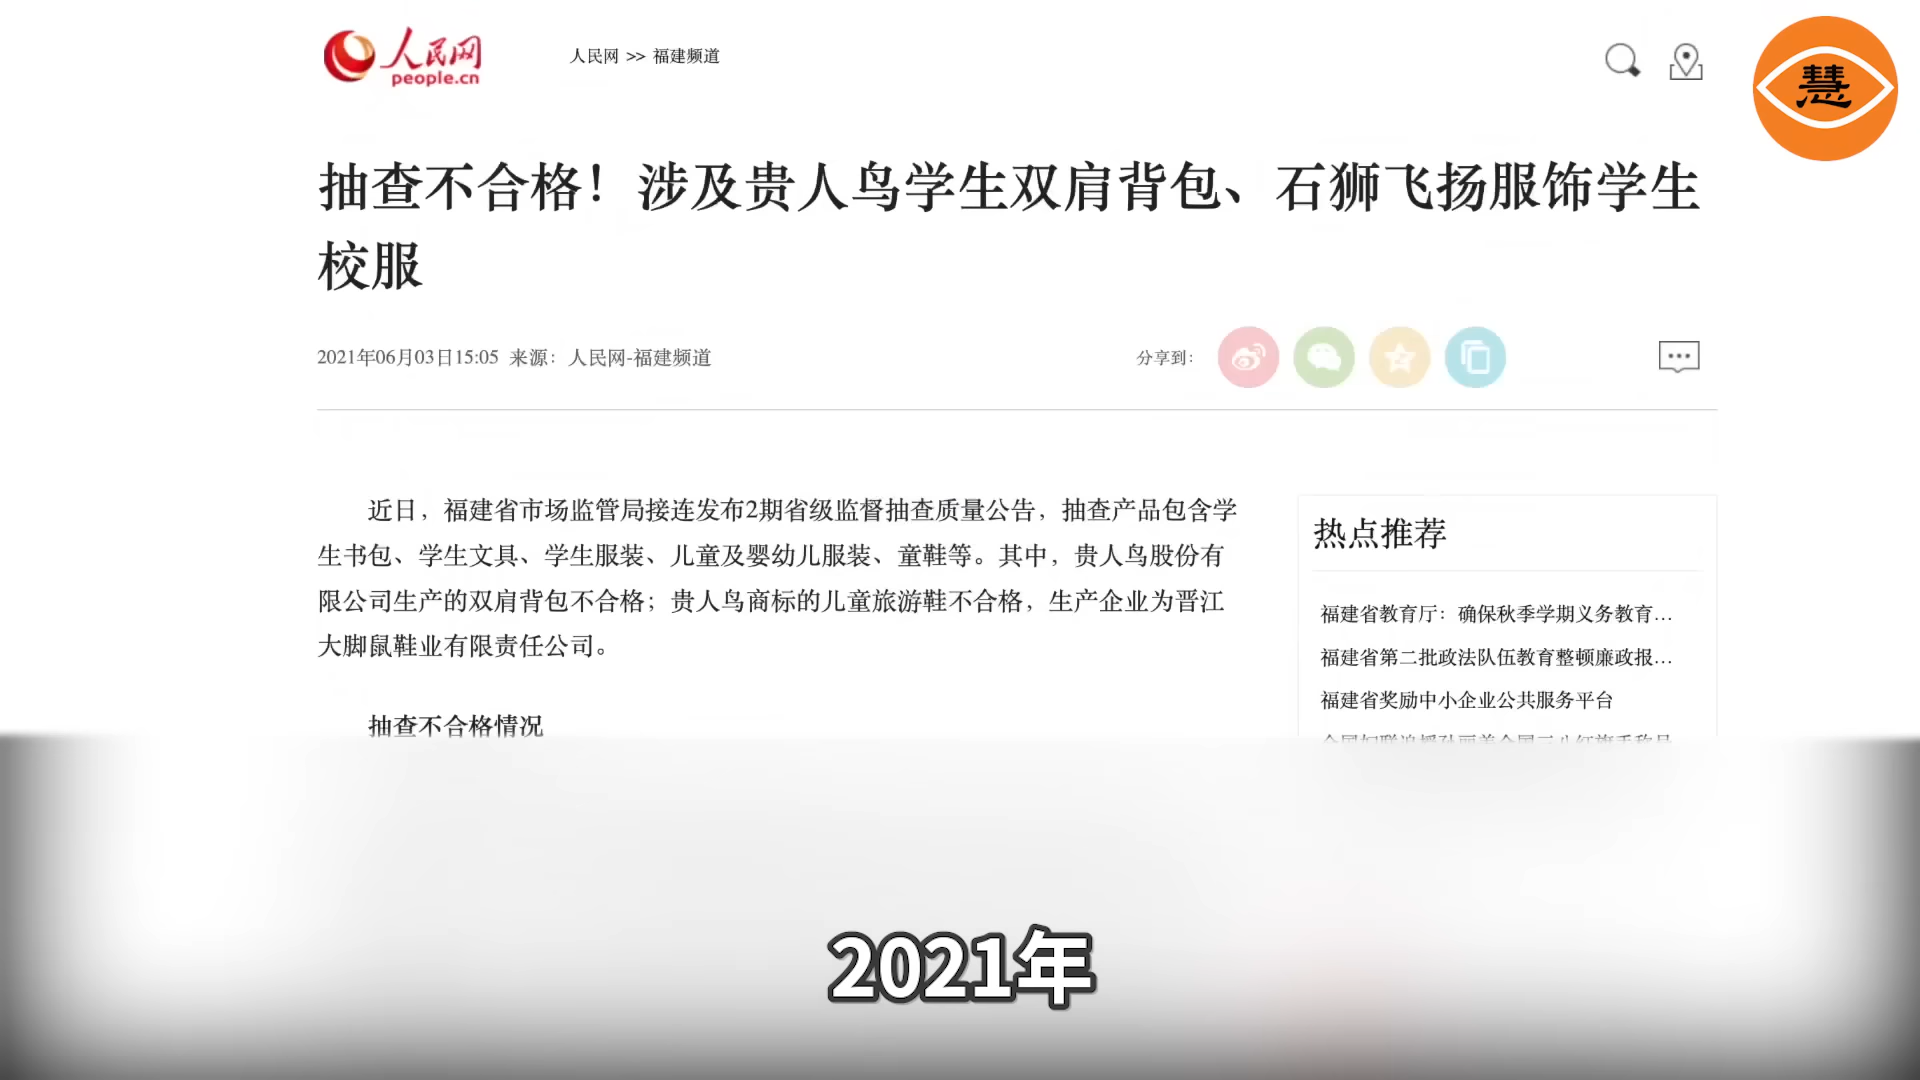 人民网
people.cn
人民网 >> 福建频道
慧
抽查不合格！涉及贵人鸟学生双肩背包、石狮飞扬服饰学生
校服
2021年06月03日15:05 来源：人民网-福建频道
分享到：
近日，福建省市场监管局接连发布2期省级监督抽查质量公告，抽查产品包含学
生书包、学生文具、学生服装、儿童及婴幼儿服装、童鞋等。其中，贵人鸟股份有
限公司生产的双肩背包不合格；贵人鸟商标的儿童旅游鞋不合格，生产企业为晋江
大脚鼠鞋业有限责任公司。
抽查不合格情况
热点推荐
福建省教育厅：确保秋季学期义务教育…
福建省第二批政法队伍教育整顿廉政报…
福建省奖励中小企业公共服务平台
2021年